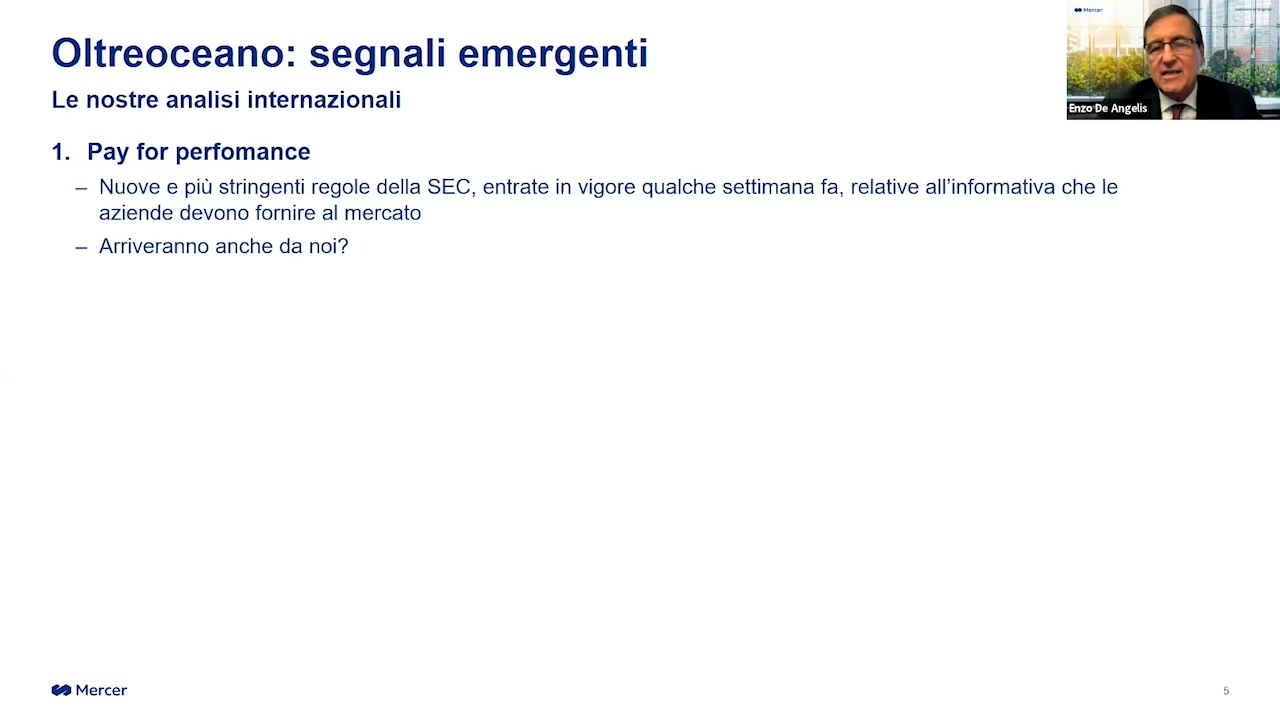 Oltreoceano: segnali emergenti
Le nostre analisi internazionali
1. Pay for perfomance
– Nuove e più stringenti regole della SEC, entrate in vigore qualche settimana fa, relative all’informativa che le
aziende devono fornire al mercato
– Arriveranno anche da noi?
Mercer
Enzo De Angelis
Mercer
5